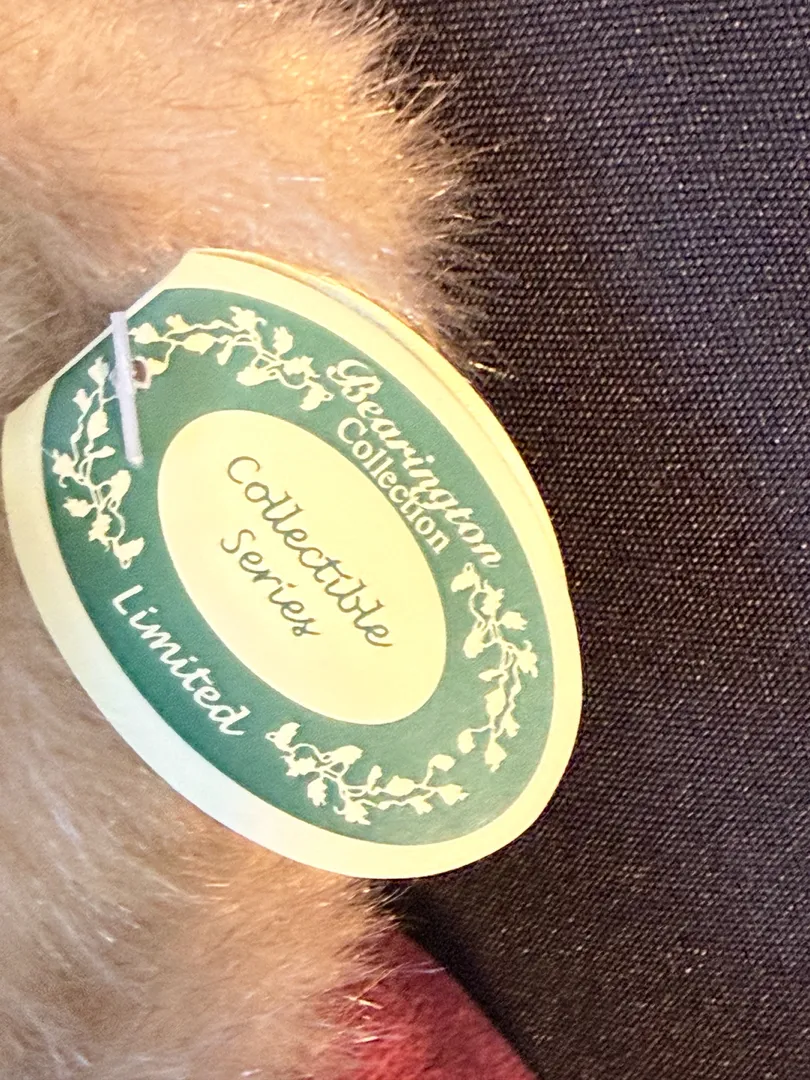 Bearington
Collection
Collectible
Series
Limited